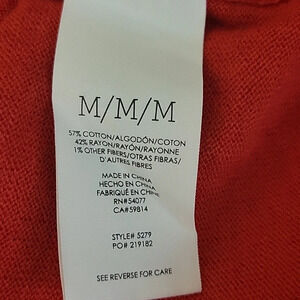 M/M/M
57% COTTON/ALGODÓN/COTON
42% RAYON/RAYÓN/RAYONNE
1% OTHER FIBERS/OTRAS FIBRAS/
D'AUTRES FIBRES
MADE IN CHINA
HECHO EN CHINA
FABRIQUÉ EN CHINE
RN#54077
CA#59814
STYLE# 5279
PO# 219182
SEE REVERSE FOR CARE